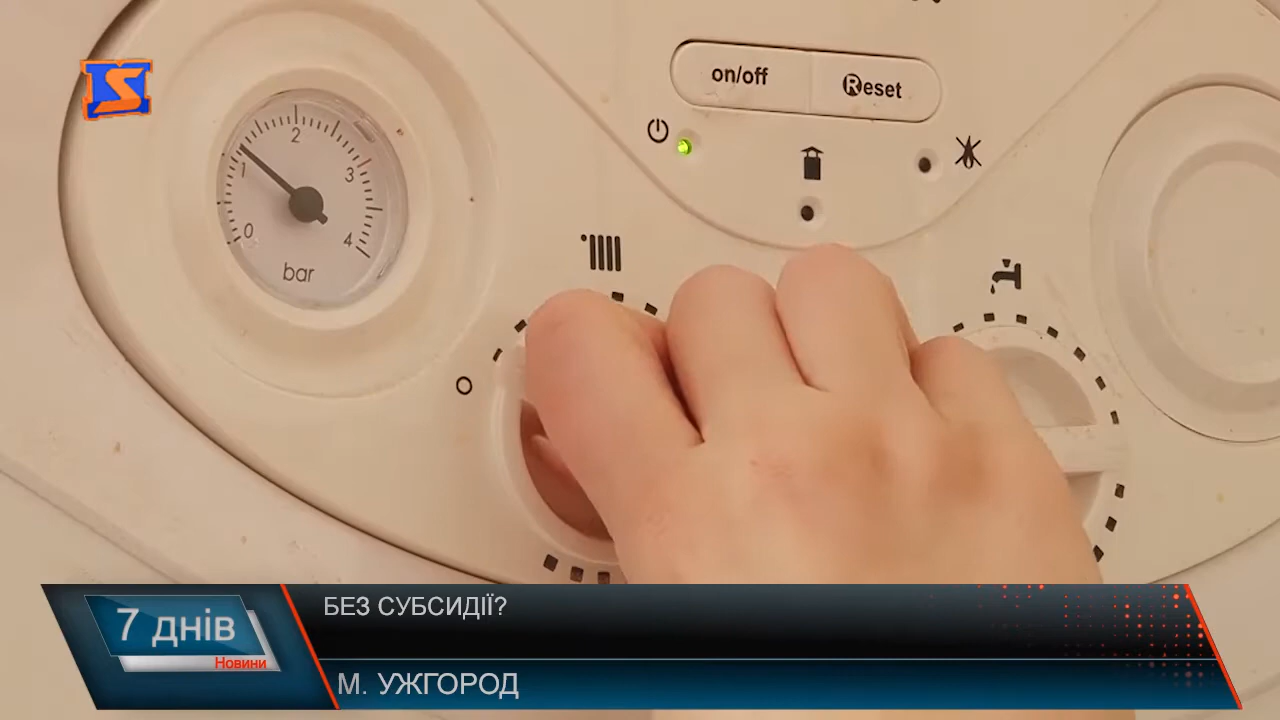 on/off
Reset
2
1
3
0
4
bar
БЕЗ СУБСИДІЇ?
7 днів
Новини
М. УЖГОРОД